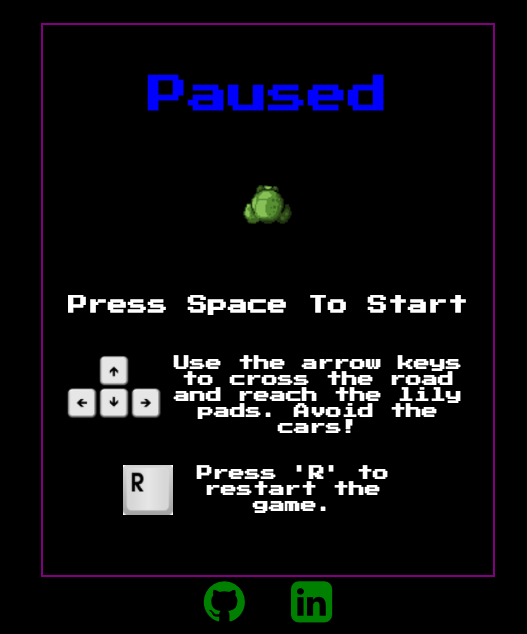 Paused
Press Space To Start
Use the arrow keys
to cross the road
and reach the lily
pads. Avoid the
cars!
R
Press 'R' to
restart the
game.
in